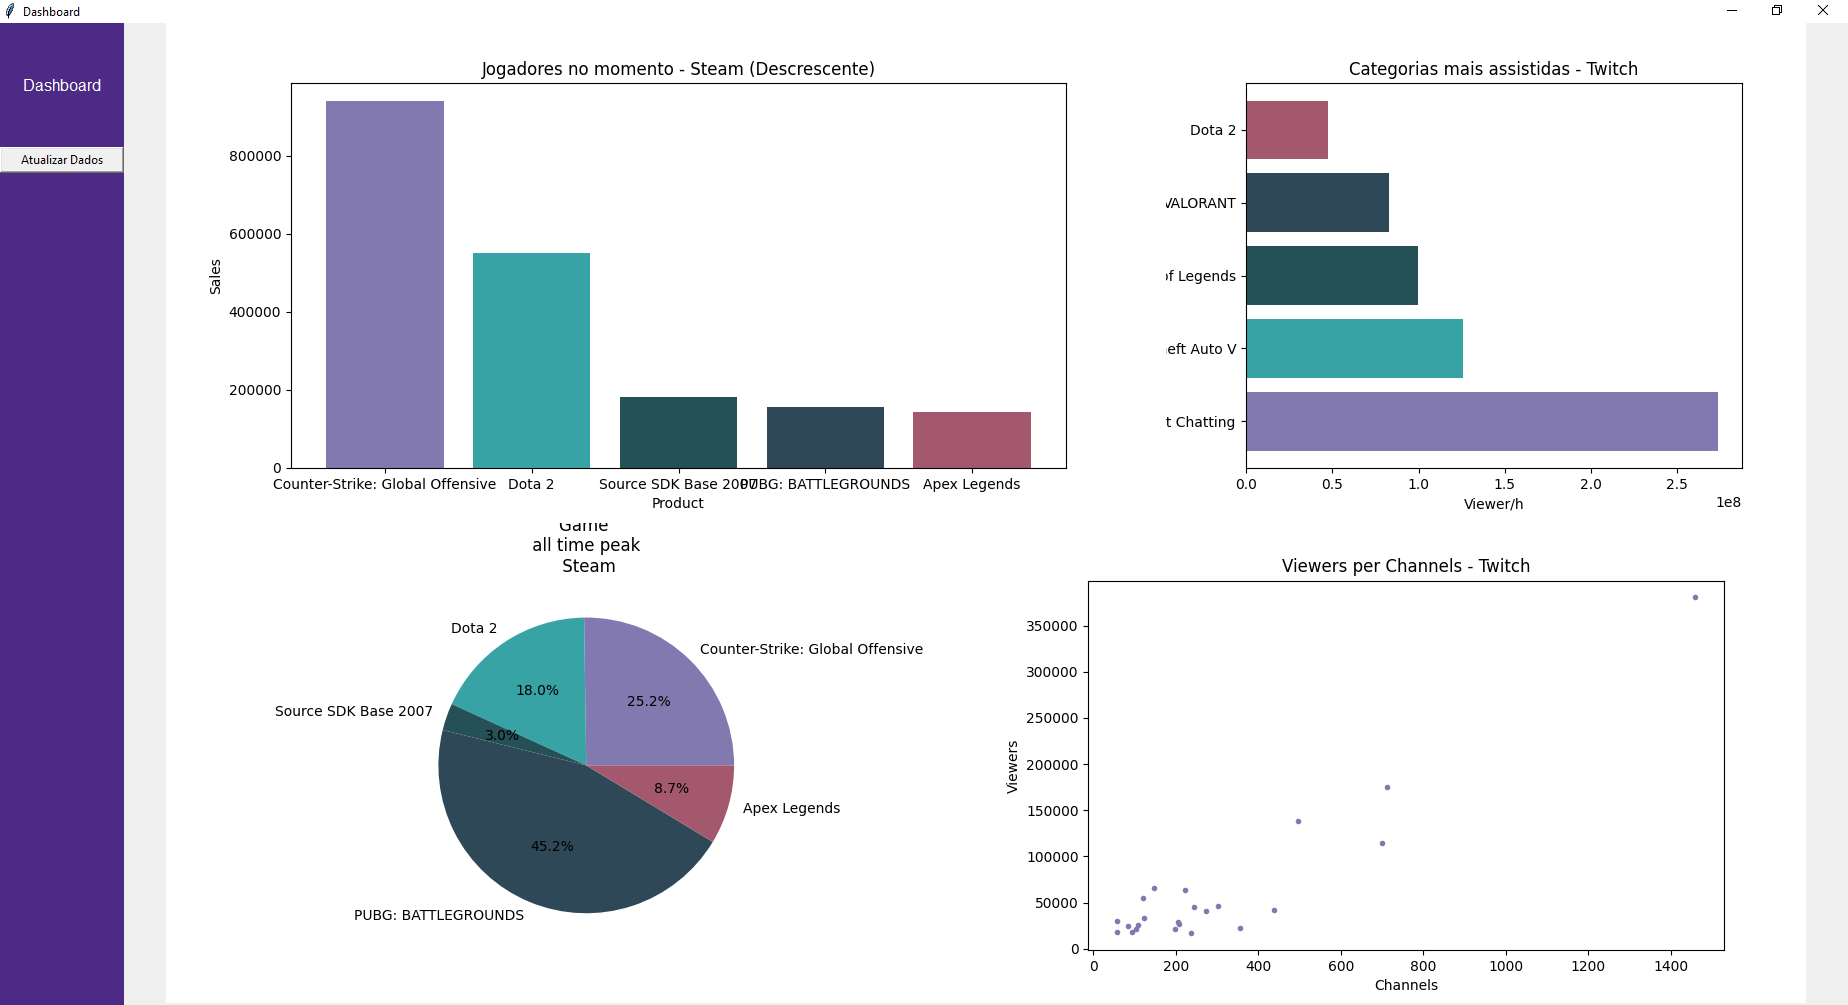 Dashboard
Dashboard
Atualizar Dados
Jogadores no momento - Steam (Descrescente)
800000
600000
400000
200000
0
Sales
Counter-Strike: Global Offensive Dota 2 Source SDK Base 2007 PUBG: BATTLEGROUNDS Apex Legends
Product
Categorias mais assistidas - Twitch
Dota 2
VALORANT
of Legends
eft Auto V
t Chatting
0.0 0.5 1.0 1.5 2.0 2.5
1e8
Viewer/h
Game
all time peak
Steam
Dota 2
Counter-Strike: Global Offensive
18.0%
25.2%
Source SDK Base 2007
3.0%
8.7%
Apex Legends
45.2%
PUBG: BATTLEGROUNDS
Viewers per Channels - Twitch
350000
300000
250000
200000
150000
100000
50000
0
Viewers
0 200 400 600 800 1000 1200 1400
Channels